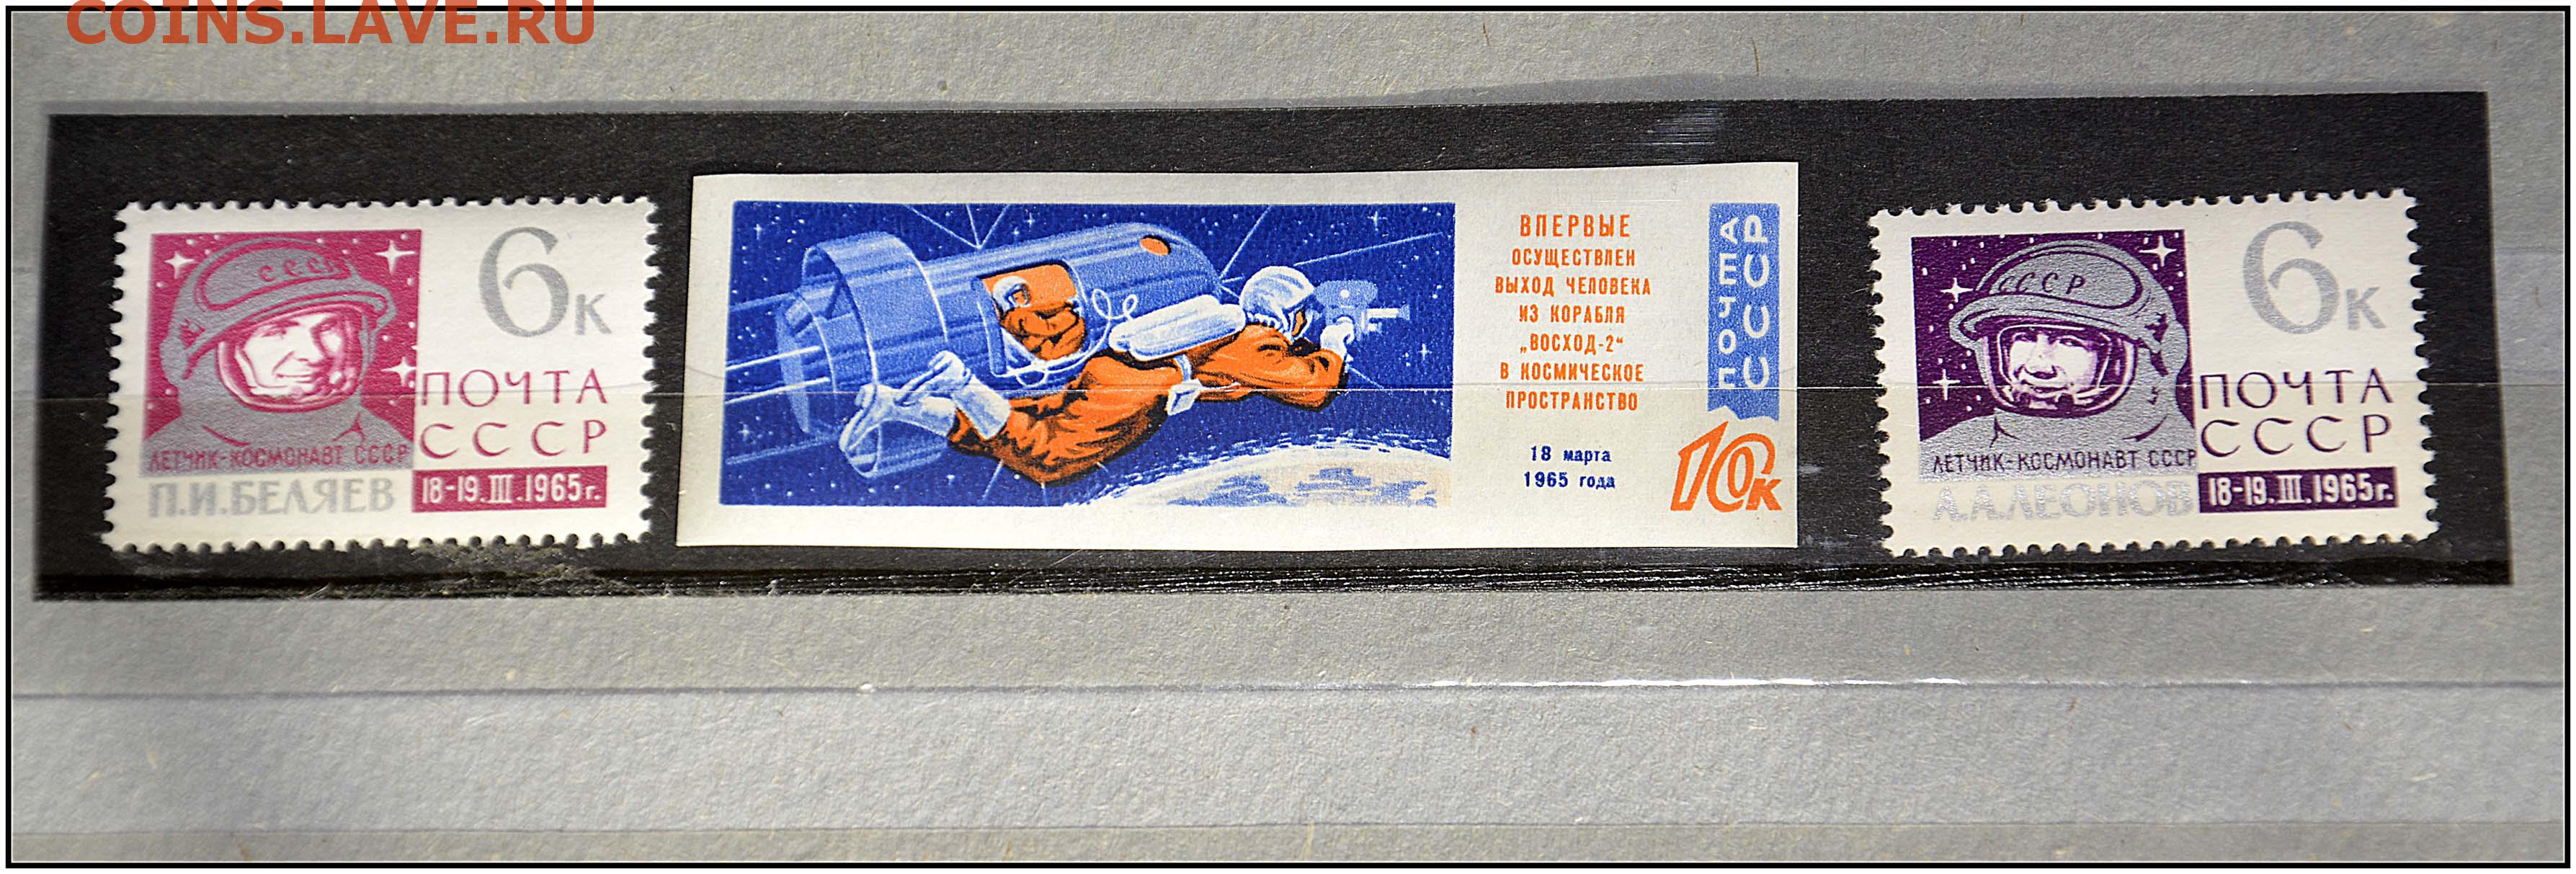 COINS.LAVE.RU
СССР
6к
ПОЧТА
СССР
ЛЕТЧИК-КОСМОНАВТ СССР
П.И.БЕЛЯЕВ
18-19.III.1965г.
ВПЕРВЫЕ
ОСУЩЕСТВЛЕН
ВЫХОД ЧЕЛОВЕКА
ИЗ КОРАБЛЯ
„ВОСХОД-2“
В КОСМИЧЕСКОЕ
ПРОСТРАНСТВО
18 марта
1965 года
ПОЧТА
СССР
10к
СССР
6к
ПОЧТА
СССР
ЛЕТЧИК-КОСМОНАВТ СССР
А.А.ЛЕОНОВ
18-19.III.1965г.